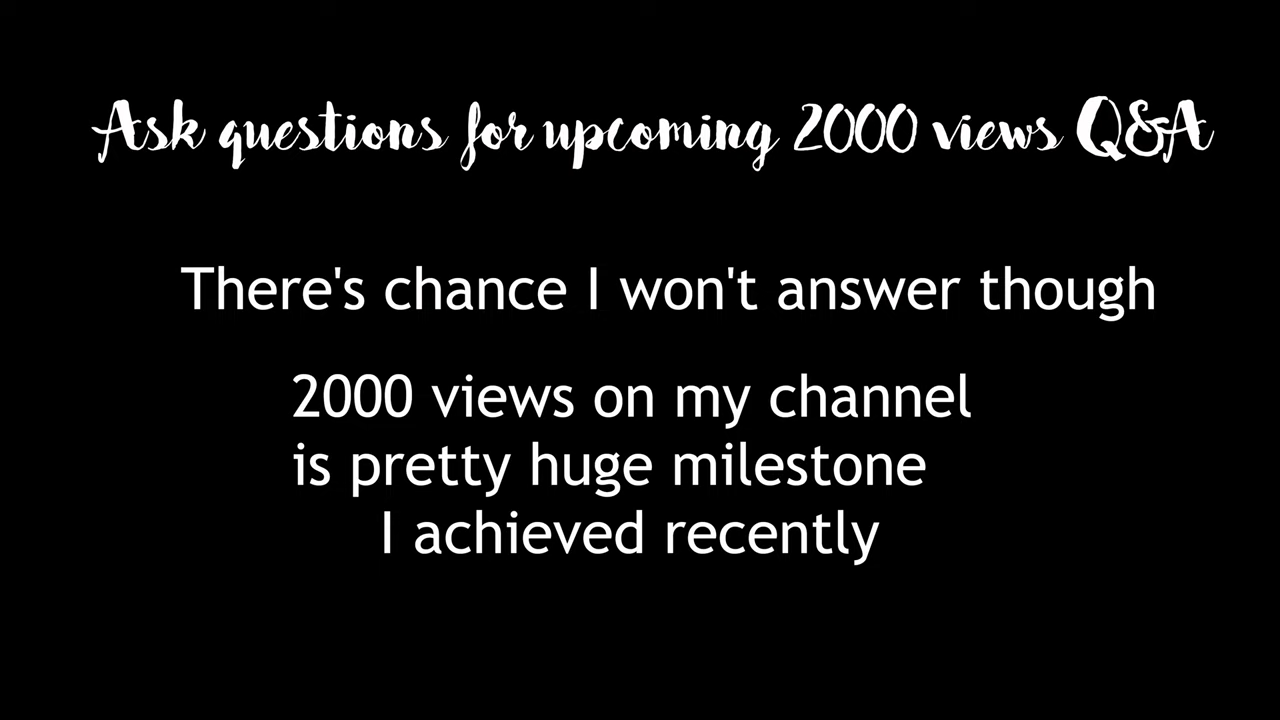 Ask questions for upcoming 2000 views Q&A
There's chance I won't answer though
2000 views on my channel
is pretty huge milestone
I achieved recently